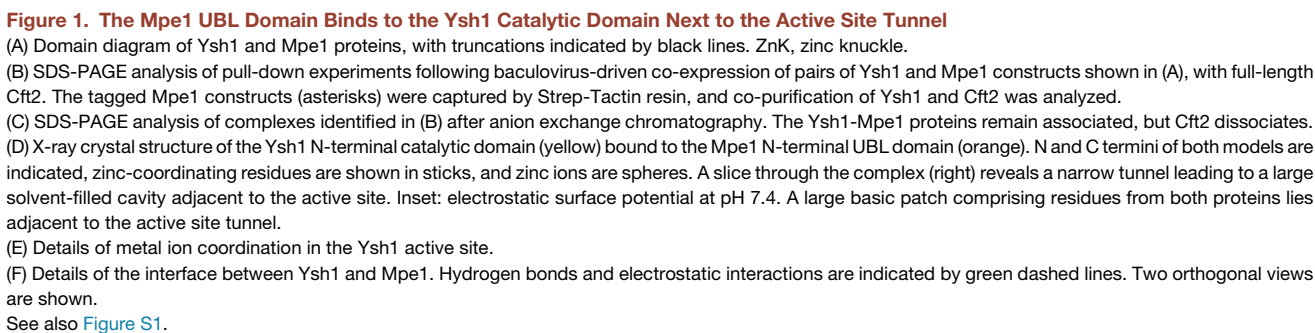 Figure 1. The Mpe1 UBL Domain Binds to the Ysh1 Catalytic Domain Next to the Active Site Tunnel
(A) Domain diagram of Ysh1 and Mpe1 proteins, with truncations indicated by black lines. ZnK, zinc knuckle.
(B) SDS-PAGE analysis of pull-down experiments following baculovirus-driven co-expression of pairs of Ysh1 and Mpe1 constructs shown in (A), with full-length
Cft2. The tagged Mpe1 constructs (asterisks) were captured by Strep-Tactin resin, and co-purification of Ysh1 and Cft2 was analyzed.
(C) SDS-PAGE analysis of complexes identified in (B) after anion exchange chromatography. The Ysh1-Mpe1 proteins remain associated, but Cft2 dissociates.
(D) X-ray crystal structure of the Ysh1 N-terminal catalytic domain (yellow) bound to the Mpe1 N-terminal UBL domain (orange). N and C termini of both models are
indicated, zinc-coordinating residues are shown in sticks, and zinc ions are spheres. A slice through the complex (right) reveals a narrow tunnel leading to a large
solvent-filled cavity adjacent to the active site. Inset: electrostatic surface potential at pH 7.4. A large basic patch comprising residues from both proteins lies
adjacent to the active site tunnel.
(E) Details of metal ion coordination in the Ysh1 active site.
(F) Details of the interface between Ysh1 and Mpe1. Hydrogen bonds and electrostatic interactions are indicated by green dashed lines. Two orthogonal views
are shown.
See also Figure S1.